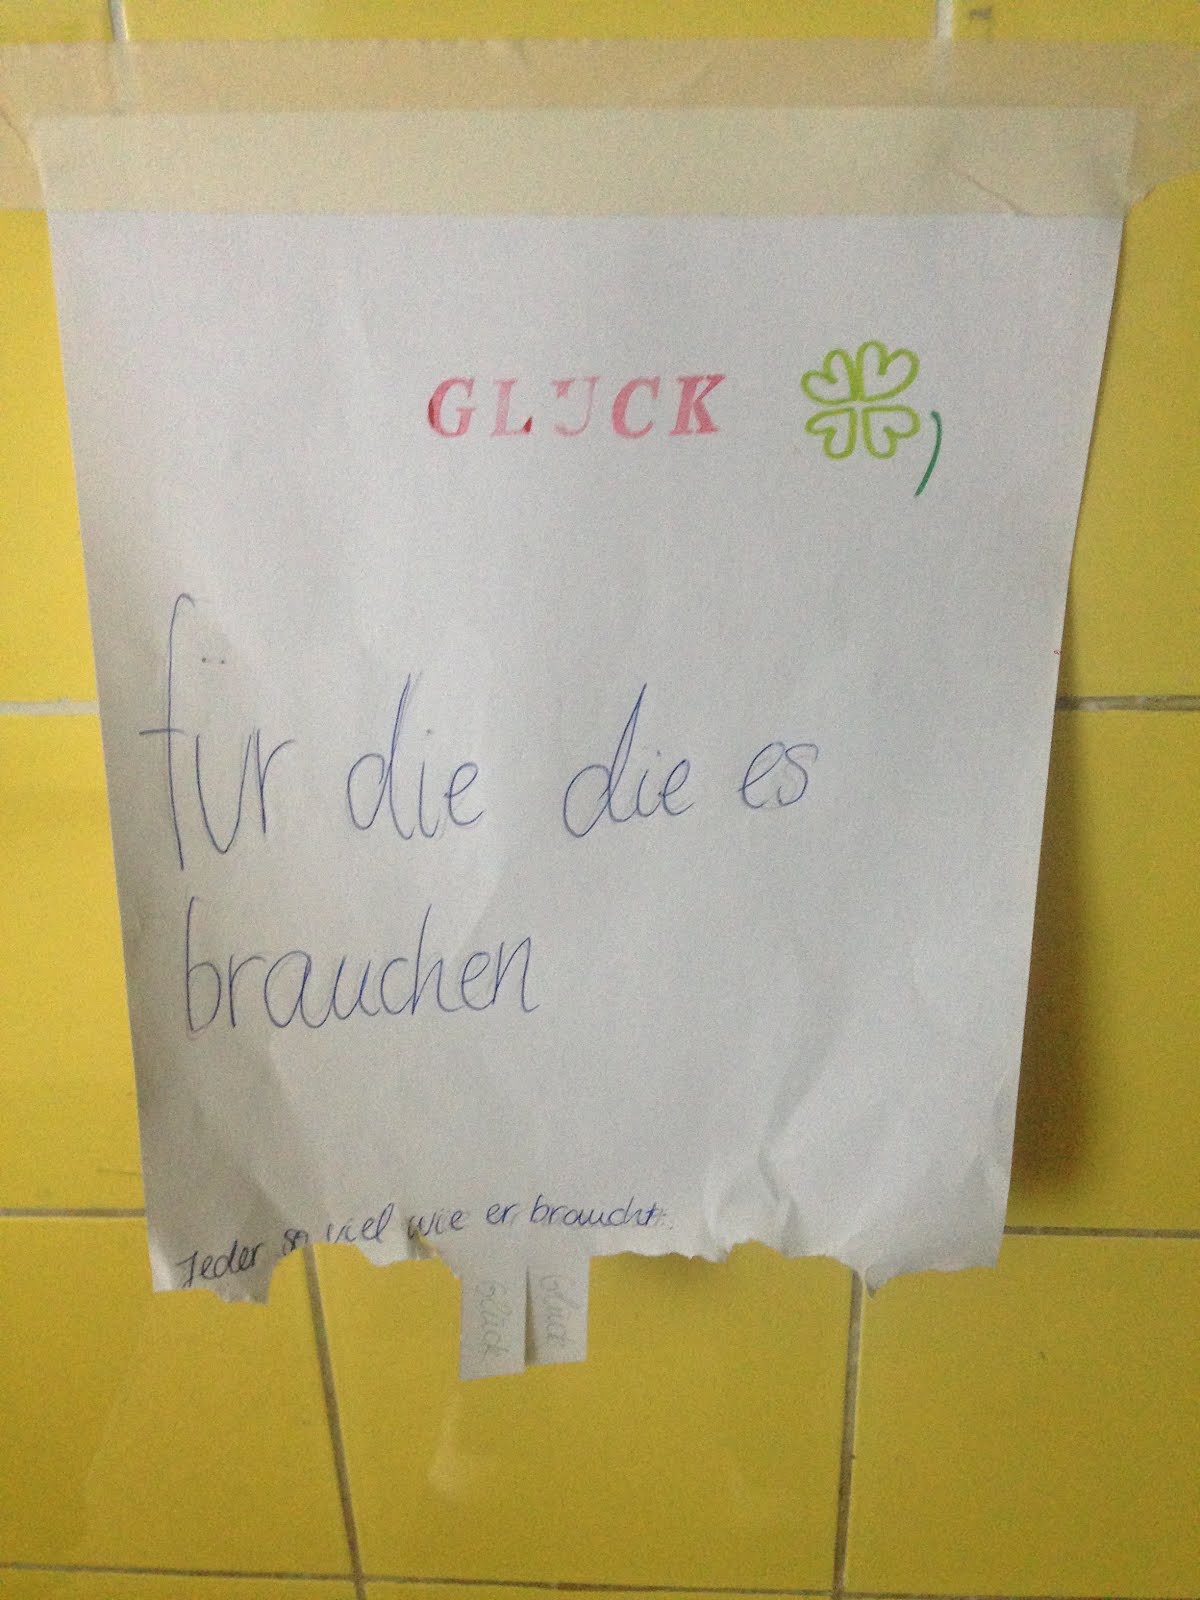 GLÜCK
für die die es
brauchen
Jeder so viel wie er braucht.
Glück
Glück